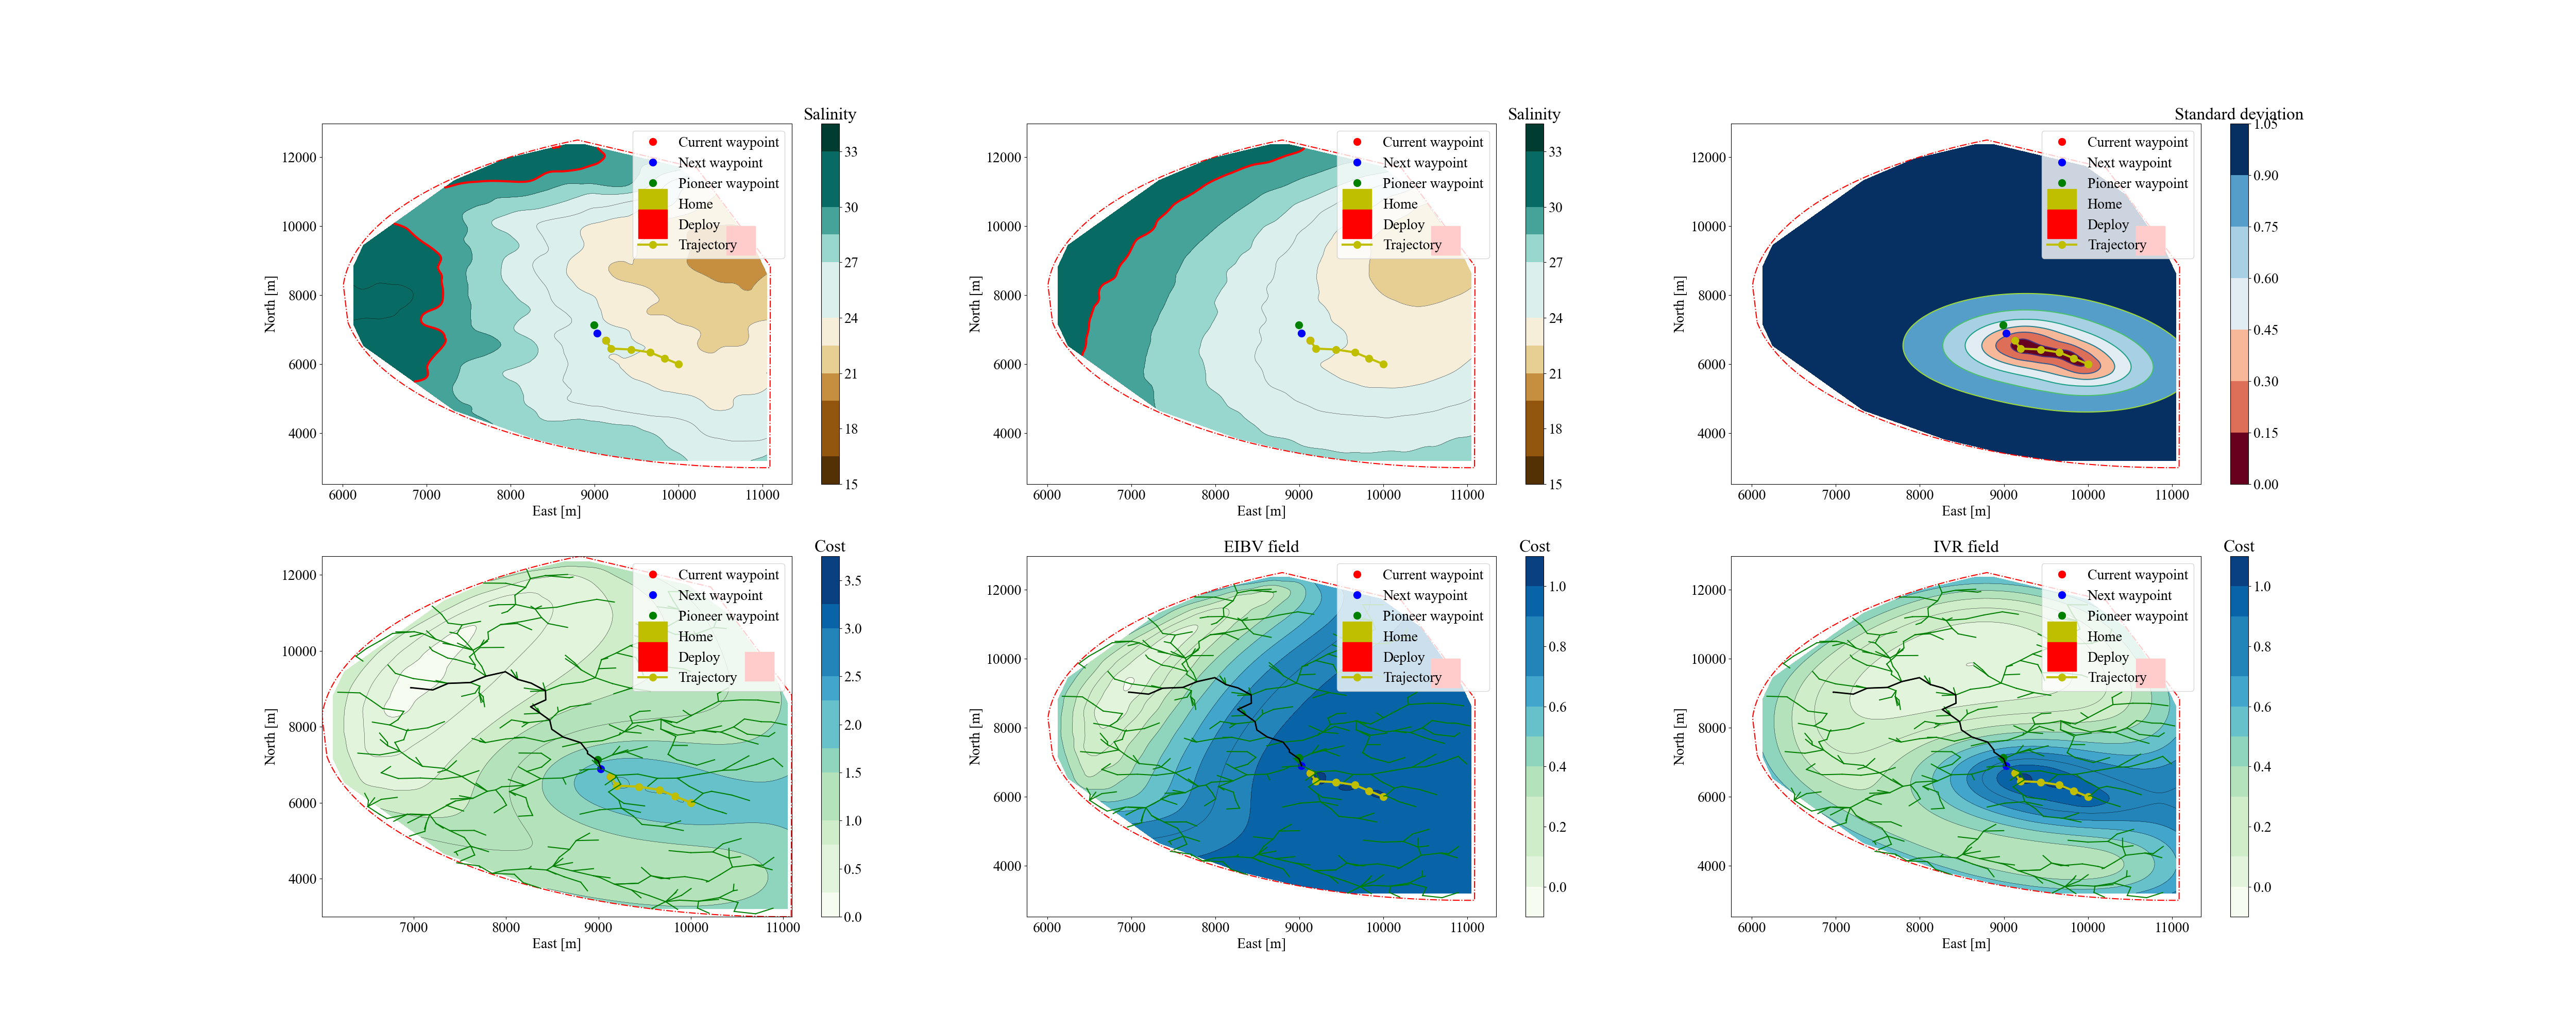 Salinity
Current waypoint
Next waypoint
Pioneer waypoint
Home
Deploy
Trajectory
12000
10000
8000
6000
4000
North [m]
6000 7000 8000 9000 10000 11000
East [m]
33
30
27
24
21
18
15
Salinity
Current waypoint
Next waypoint
Pioneer waypoint
Home
Deploy
Trajectory
12000
10000
8000
6000
4000
North [m]
6000 7000 8000 9000 10000 11000
East [m]
33
30
27
24
21
18
15
Standard deviation
Current waypoint
Next waypoint
Pioneer waypoint
Home
Deploy
Trajectory
12000
10000
8000
6000
4000
North [m]
6000 7000 8000 9000 10000 11000
East [m]
1.05
0.90
0.75
0.60
0.45
0.30
0.15
0.00
Cost
Current waypoint
Next waypoint
Pioneer waypoint
Home
Deploy
Trajectory
12000
10000
8000
6000
4000
North [m]
7000 8000 9000 10000 11000
East [m]
3.5
3.0
2.5
2.0
1.5
1.0
0.5
0.0
EIBV field
Cost
Current waypoint
Next waypoint
Pioneer waypoint
Home
Deploy
Trajectory
12000
10000
8000
6000
4000
North [m]
6000 7000 8000 9000 10000 11000
East [m]
1.0
0.8
0.6
0.4
0.2
0.0
IVR field
Cost
Current waypoint
Next waypoint
Pioneer waypoint
Home
Deploy
Trajectory
12000
10000
8000
6000
4000
North [m]
6000 7000 8000 9000 10000 11000
East [m]
1.0
0.8
0.6
0.4
0.2
0.0